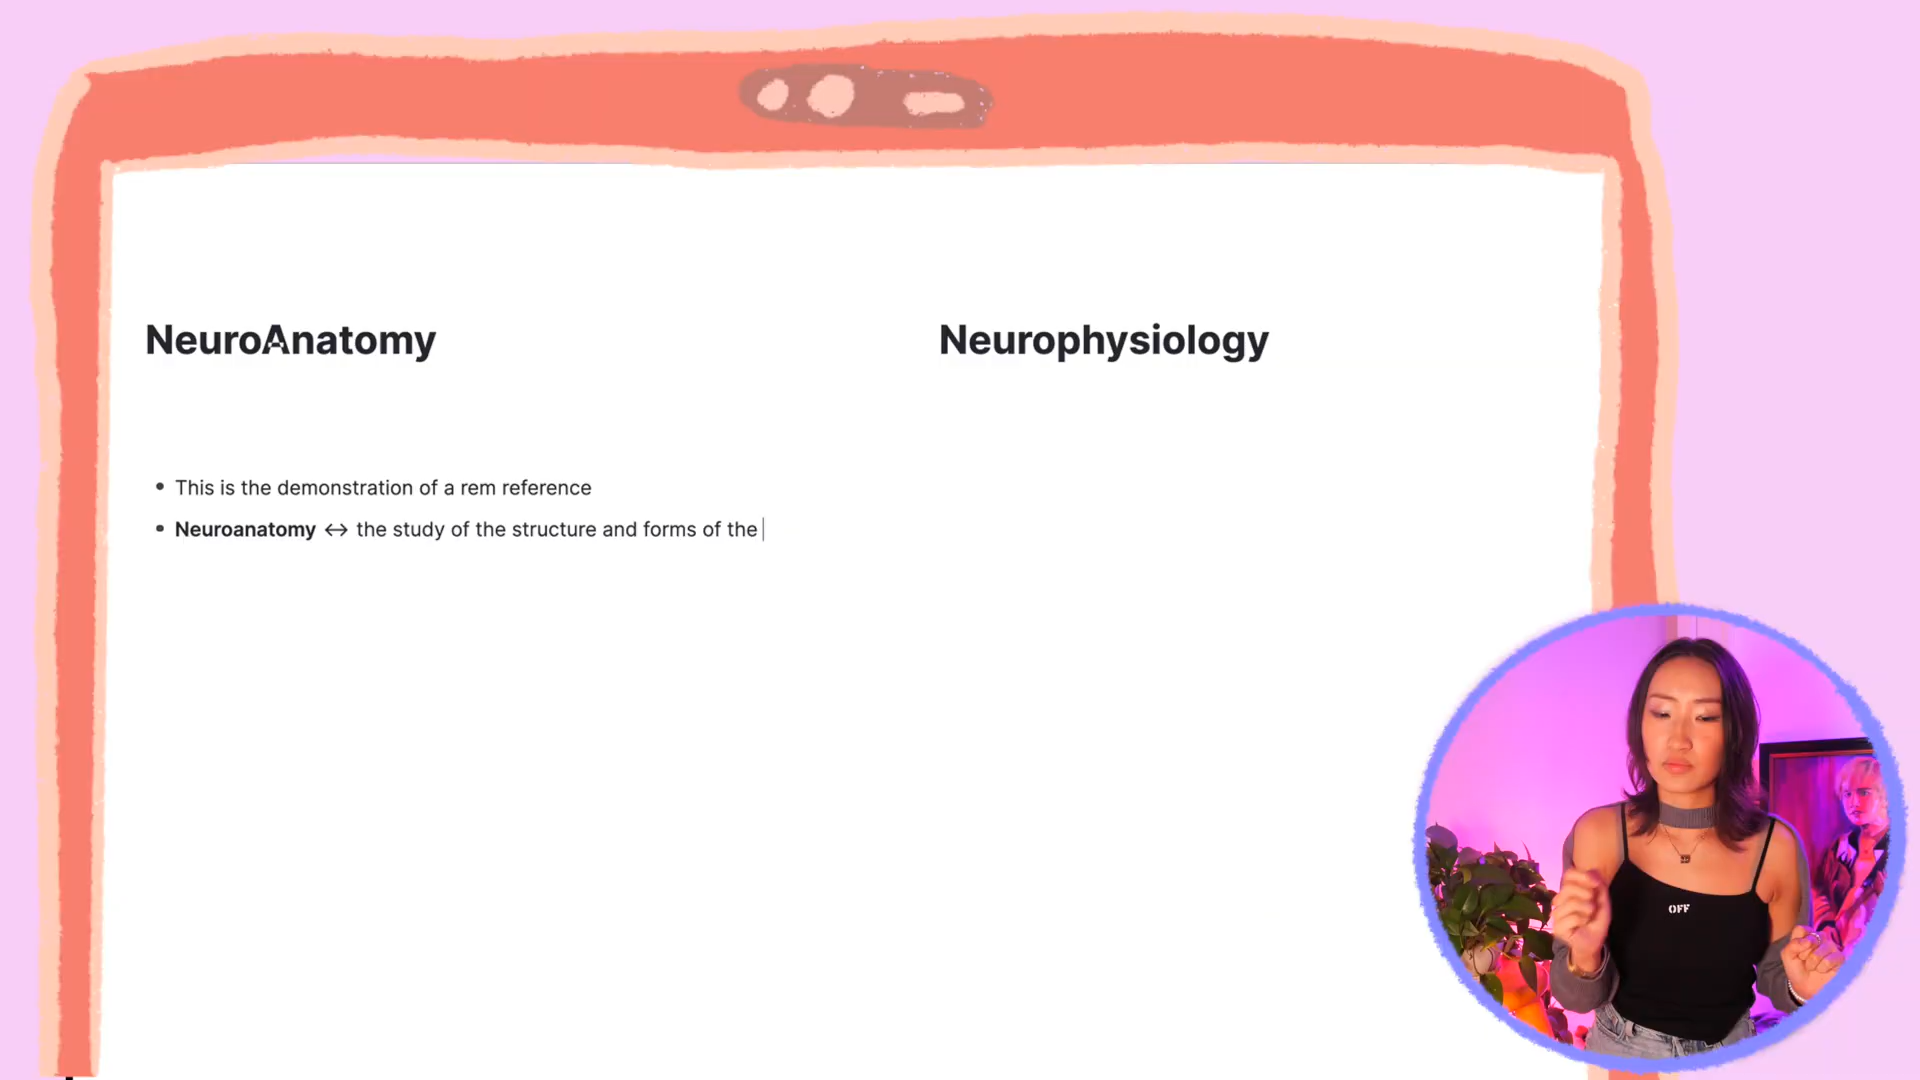 NeuroAnatomy
Neurophysiology
• This is the demonstration of a rem reference
• Neuroanatomy ↔ the study of the structure and forms of the
OFF